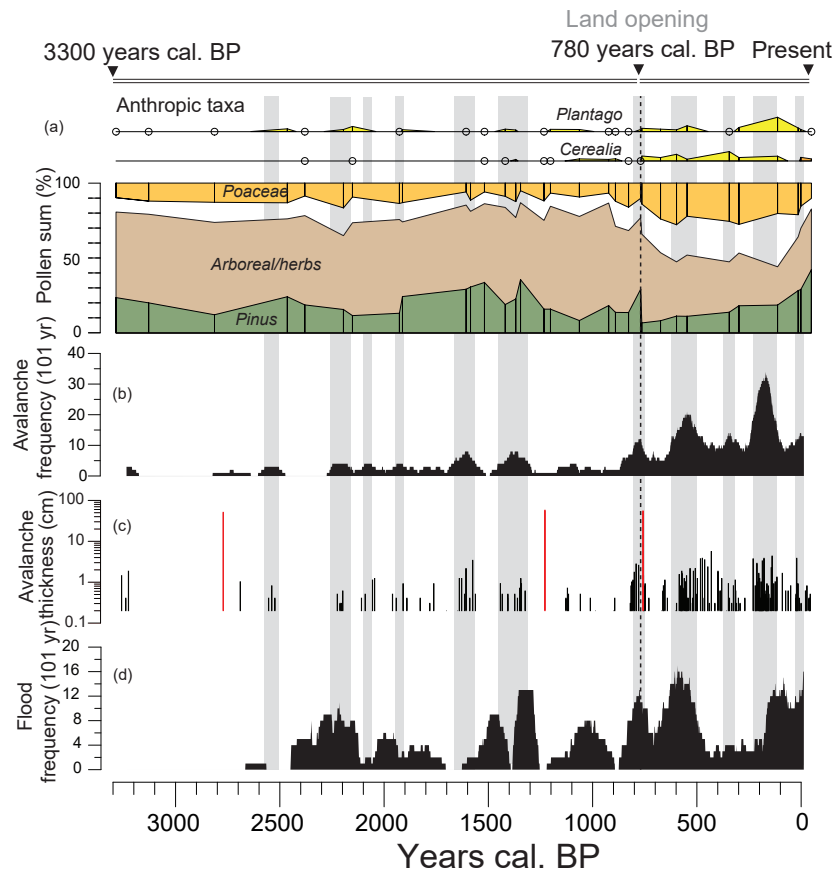 Land opening
3300 years cal. BP
780 years cal. BP
Present
Anthropic taxa
Plantago
(a)
Cerealia
Pollen sum (%)
100
50
0
Poaceae
Arboreal/herbs
Pinus
Avalanche
frequency (101 yr)
40
30
20
10
0
(b)
Avalanche
thickness (cm)
100
10
1
0.1
(c)
Flood
frequency (101 yr)
20
16
12
8
4
0
(d)
3000 2500 2000 1500 1000 500 0
Years cal. BP